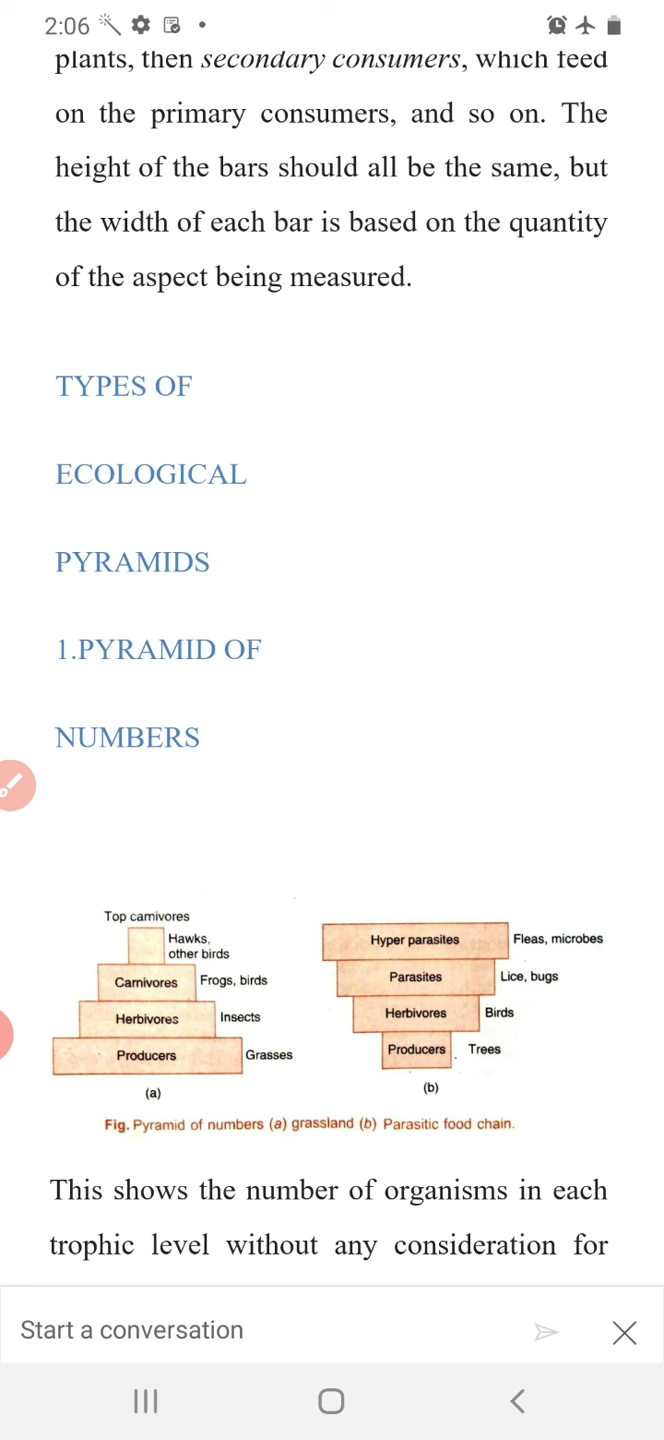 2:06
plants, then secondary consumers, which feed
on the primary consumers, and so on. The
height of the bars should all be the same, but
the width of each bar is based on the quantity
of the aspect being measured.
TYPES OF
ECOLOGICAL
PYRAMIDS
1.PYRAMID OF
NUMBERS
Top carnivores
Hawks,
other birds
Carnivores Frogs, birds
Herbivores Insects
Producers Grasses
(a)
Hyper parasites Fleas, microbes
Parasites Lice, bugs
Herbivores Birds
Producers Trees
(b)
Fig. Pyramid of numbers (a) grassland (b) Parasitic food chain.
This shows the number of organisms in each
trophic level without any consideration for
Start a conversation